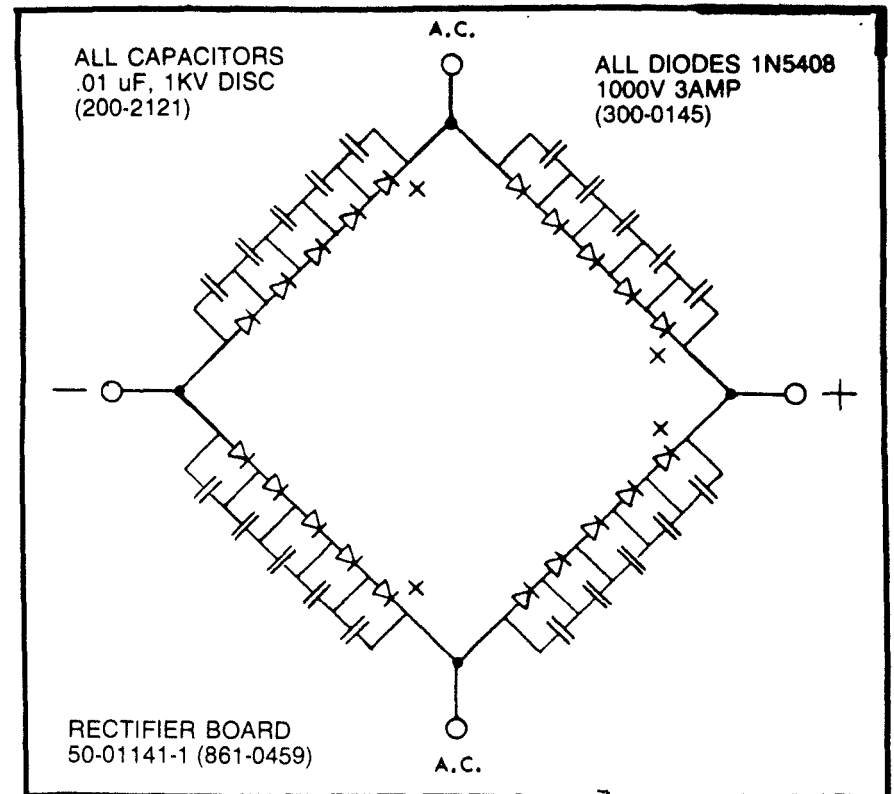 A.C.
ALL CAPACITORS
.01 uF, 1KV DISC
(200-2121)
ALL DIODES 1N5408
1000V 3AMP
(300-0145)
×
×
— +
×
×
RECTIFIER BOARD
50-01141-1 (861-0459)
A.C.